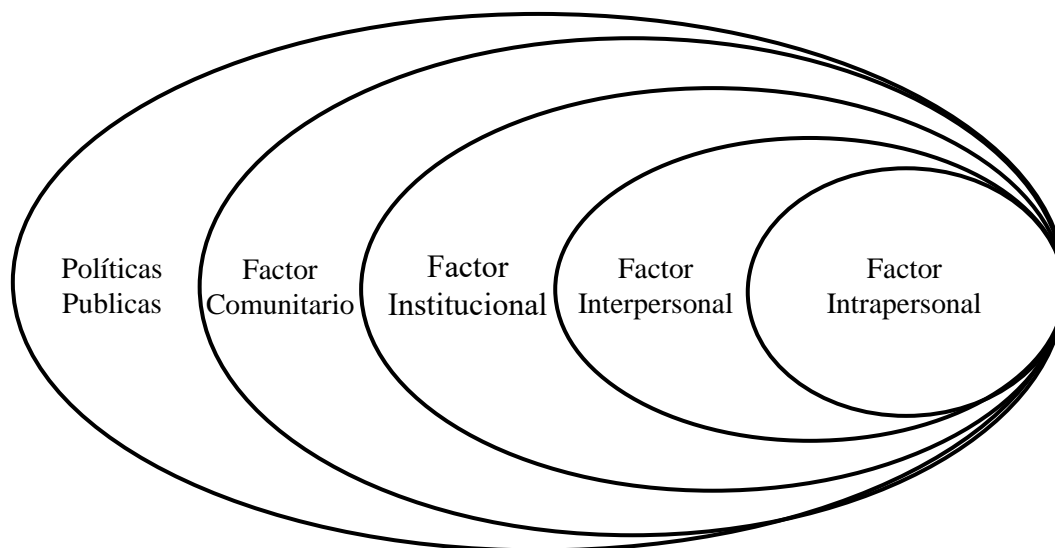 Políticas
Publicas
Factor
Comunitario
Factor
Institucional
Factor
Interpersonal
Factor
Intrapersonal